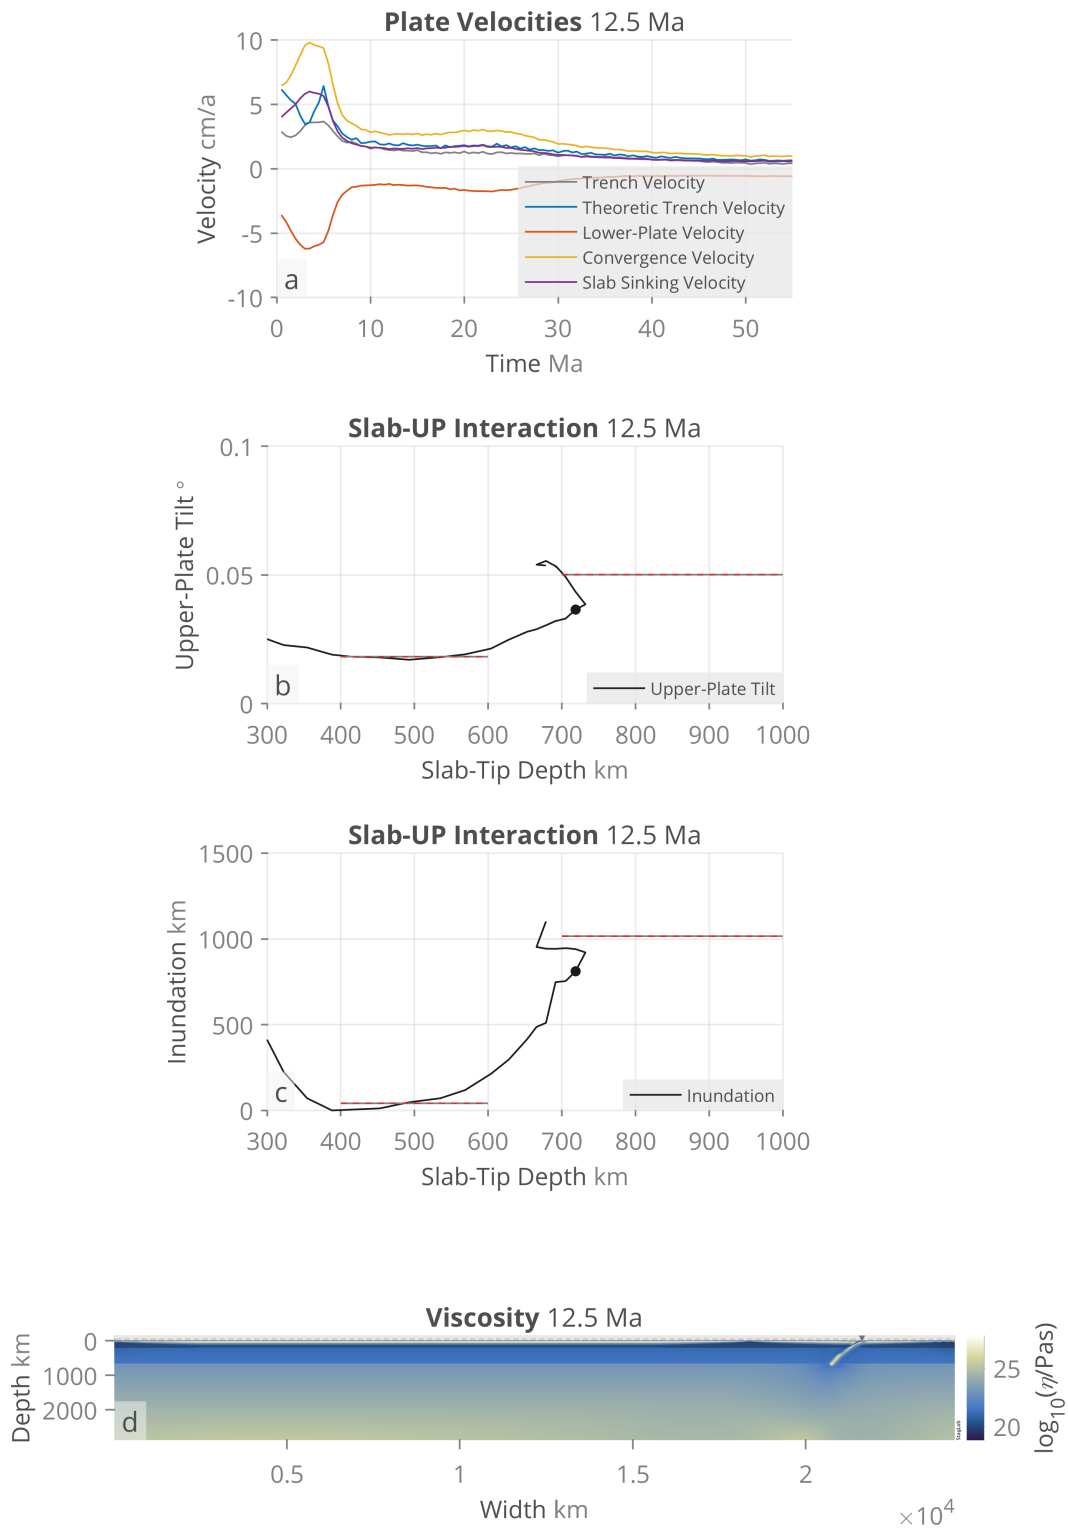 Plate Velocities 12.5 Ma
10
5
0
-5
-10
Velocity cm/a
Trench Velocity
Theoretic Trench Velocity
Lower-Plate Velocity
Convergence Velocity
Slab Sinking Velocity
a
0 10 20 30 40 50
Time Ma
Slab-UP Interaction 12.5 Ma
0.1
0.05
0
Upper-Plate Tilt °
b
Upper-Plate Tilt
300 400 500 600 700 800 900 1000
Slab-Tip Depth km
Slab-UP Interaction 12.5 Ma
1500
1000
500
0
Inundation km
c
Inundation
300 400 500 600 700 800 900 1000
Slab-Tip Depth km
Viscosity 12.5 Ma
0
1000
2000
Depth km
d
StagLab
25
20
log10(η/Pas)
0.5 1 1.5 2
Width km
×10^4